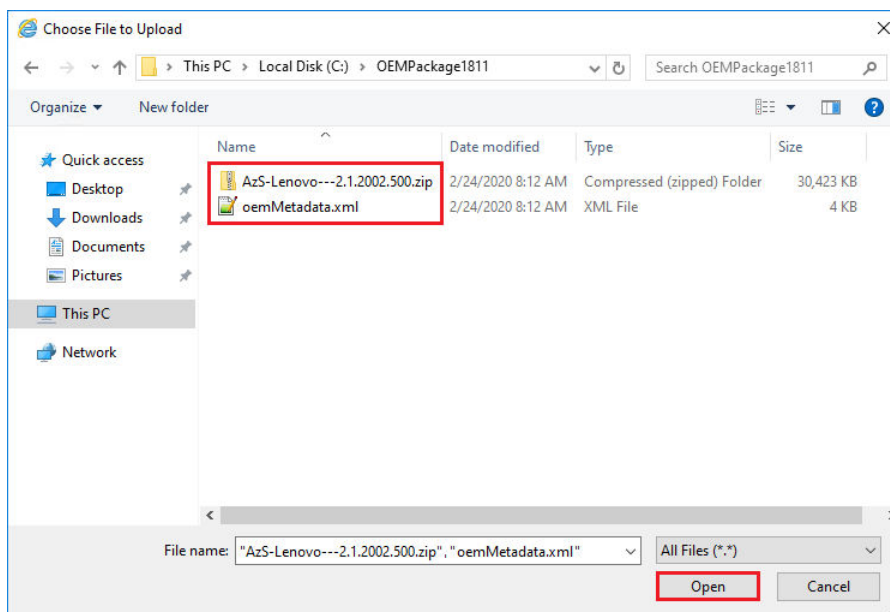 Choose File to Upload
This PC > Local Disk (C:) > OEMPackage1811
Search OEMPackage1811
Organize
New folder
Name
Date modified
Type
Size
Quick access
Desktop
Downloads
Documents
Pictures
This PC
Network
AzS-Lenovo---2.1.2002.500.zip 2/24/2020 8:12 AM Compressed (zipped) Folder 30,423 KB
oemMetadata.xml 2/24/2020 8:12 AM XML File 4 KB
File name: "AzS-Lenovo---2.1.2002.500.zip","oemMetadata.xml"
All Files (*.*)
Open
Cancel